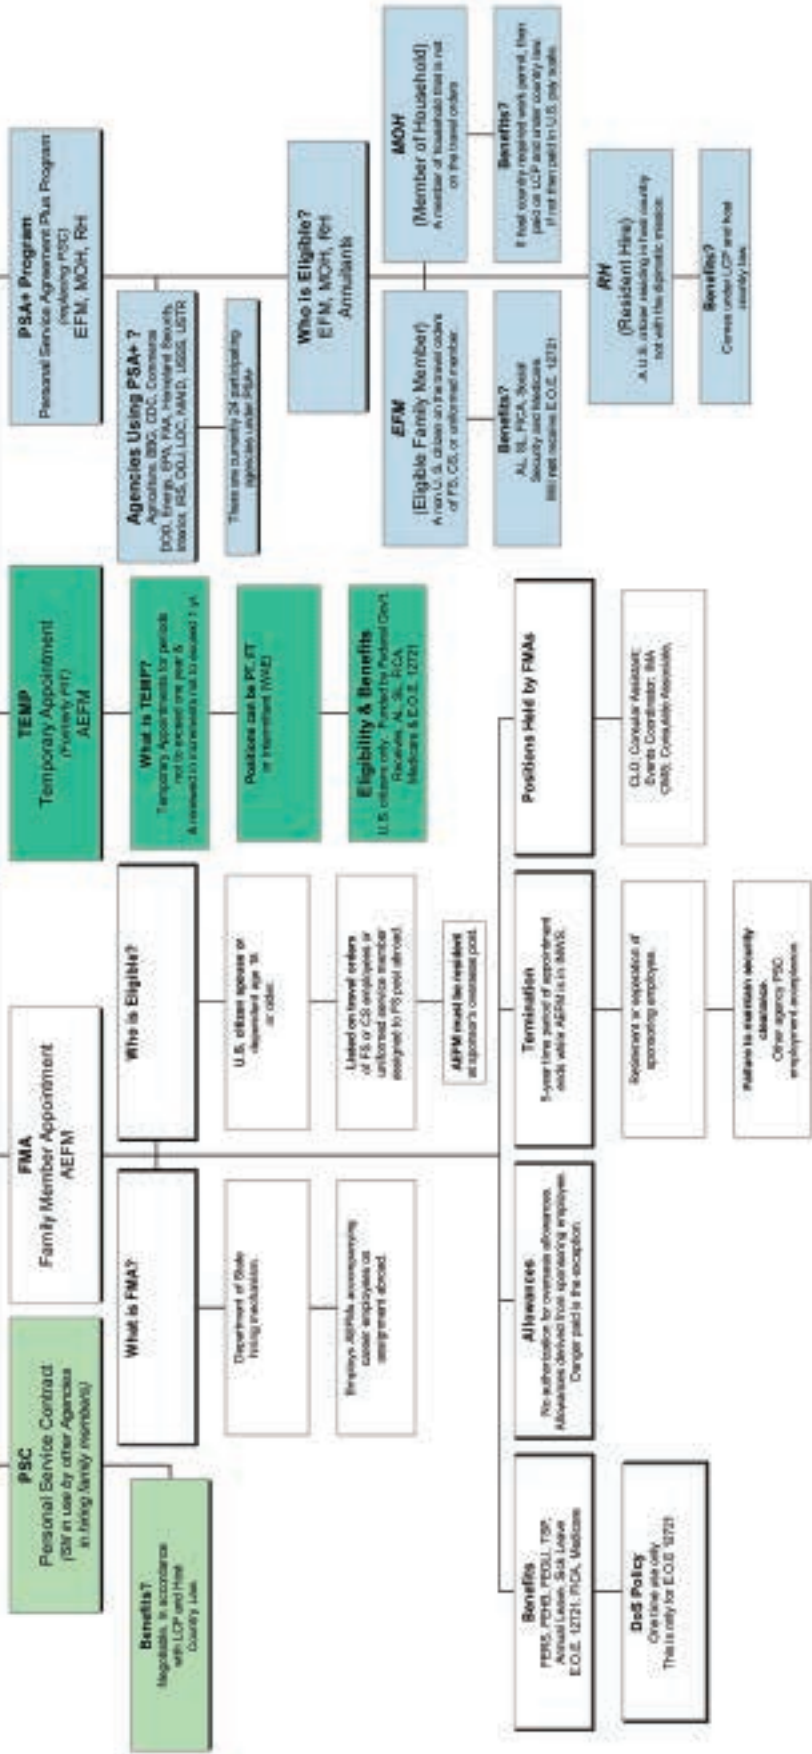 PSC
Personal Service Contract
(Still in use by other Agencies
in hiring family members)
Benefits?
Negotiable. In accordance
with LCP and Host
Country Law.
FMA
Family Member Appointment
AEFM
What is FMA?
Department of State
hiring mechanism.
Employs AEFMs accompanying
career employees on
assignment abroad.
Who is Eligible?
U.S. citizen spouse or
dependent age 18
or older.
Listed on travel orders
of FS or CS employees or
uniformed service member
assigned to FS post abroad.
AEFM must be resident
at sponsor's overseas post.
Benefits
FERS, FEHB, FEGLI, TSP,
Annual Leave, Sick Leave
E.O.E. 12721, FICA, Medicare
DoS Policy
One time use only
This is only for E.O.E 12721
Allowances
No authorization for overseas allowances.
Allowances derived from sponsoring employee.
Danger paid is the exception.
Termination
5-year time period of appointment
ends while AEFM is in INWS.
Retirement or separation of
sponsoring employee.
Failure to maintain security
clearance.
Other agency PSC
employment acceptance.
Positions Held by FMAs
CLO; Consular Assistant;
Events Coordinator; IMA
OMS; Consular Associate.
TEMP
Temporary Appointment
(Formerly PIT)
AEFM
What is TEMP?
Temporary Appointments for periods
not to exceed one year &
renewed in increments not to exceed 1 yr.
Positions can be PT, FT
or Intermittent (WAE)
Eligibility & Benefits
U.S. citizens only. Funded by Federal Gov't.
Receives, AL, SL, FICA
Medicare & E.O.E. 12721
PSA+ Program
Personal Service Agreement Plus Program
(replacing PSC)
EFM, MOH, RH
Agencies Using PSA+ ?
Agriculture, BBG, CDC, Commerce
DOD, Energy, EPA, FAA, Homeland Security,
Interior, IRS, DOJ, LOC, USSS, USTR
There are currently 24 participating
agencies under PSA+
Who is Eligible?
EFM, MOH, RH
Annuitants
EFM
(Eligible Family Member)
A non U.S. citizen on the travel orders
of FS, CS, or uniformed member.
Benefits?
AL, SL, FICA, Social
Security and Medicare
Will not receive E.O.E. 12721
MOH
(Member of Household)
A member of household that is not
on the travel orders
Benefits?
If host country required work permit, then
paid on LCP and under country law.
If not then paid in U.S. pay scale.
RH
(Resident Hire)
A U.S. citizen residing in host country
not with the diplomatic mission.
Benefits?
Comes under LCP and host
country law.